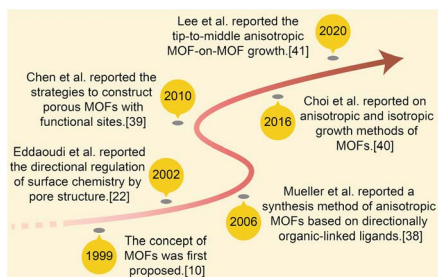 Lee et al. reported the
tip-to-middle anisotropic
MOF-on-MOF growth.[41]
2020
Chen et al. reported the
strategies to construct
porous MOFs with
functional sites.[39]
2010
2016
Choi et al. reported on
anisotropic and isotropic
growth methods of
MOFs.[40]
Eddaoudi et al. reported
the directional regulation
of surface chemistry by
pore structure.[22]
2002
2006
Mueller et al. reported a
synthesis method of anisotropic
MOFs based on directionally
organic-linked ligands.[38]
1999
The concept of
MOFs was first
proposed.[10]